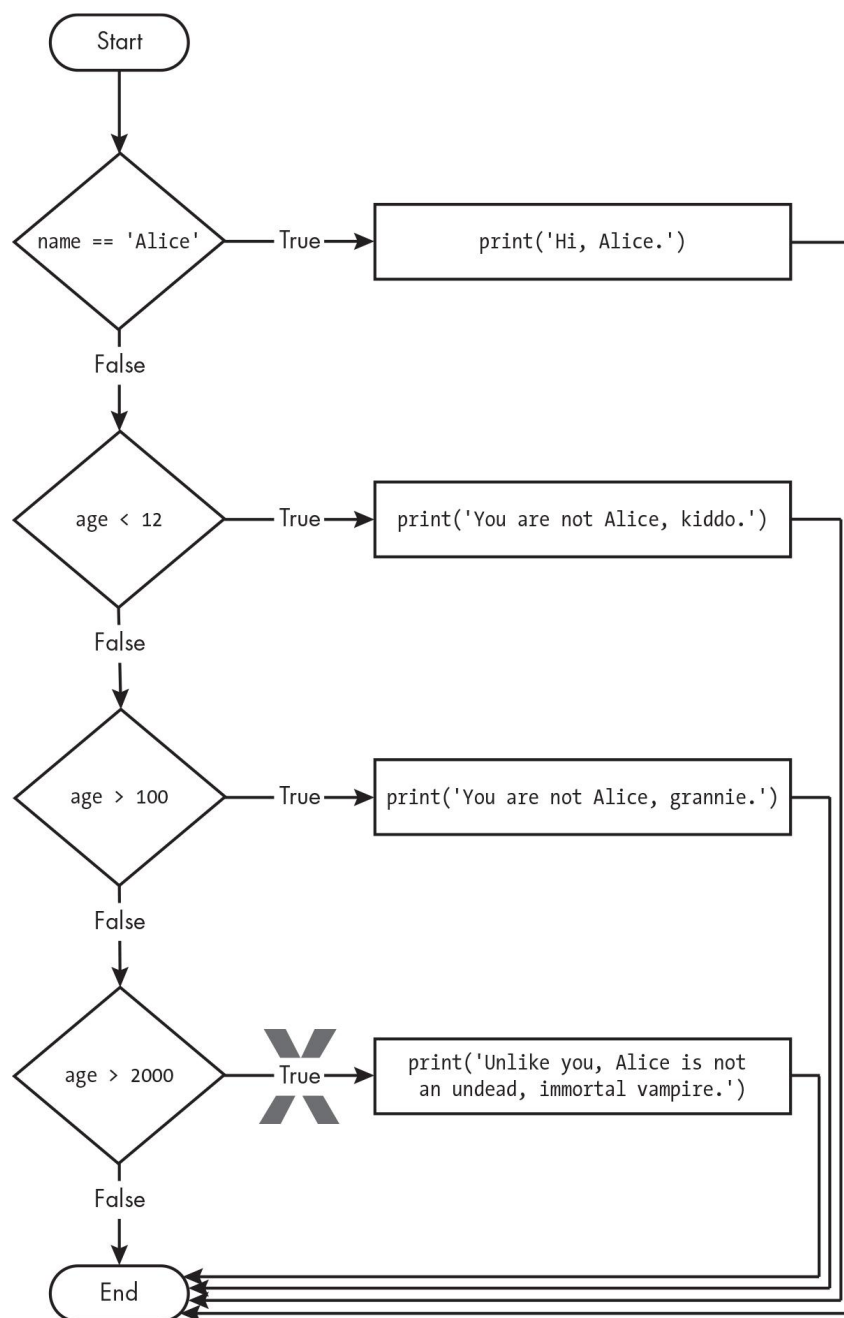 Start
name == 'Alice'
True
print('Hi, Alice.')
False
age < 12
True
print('You are not Alice, kiddo.')
False
age > 100
True
print('You are not Alice, grannie.')
False
age > 2000
True
print('Unlike you, Alice is not
an undead, immortal vampire.')
False
End